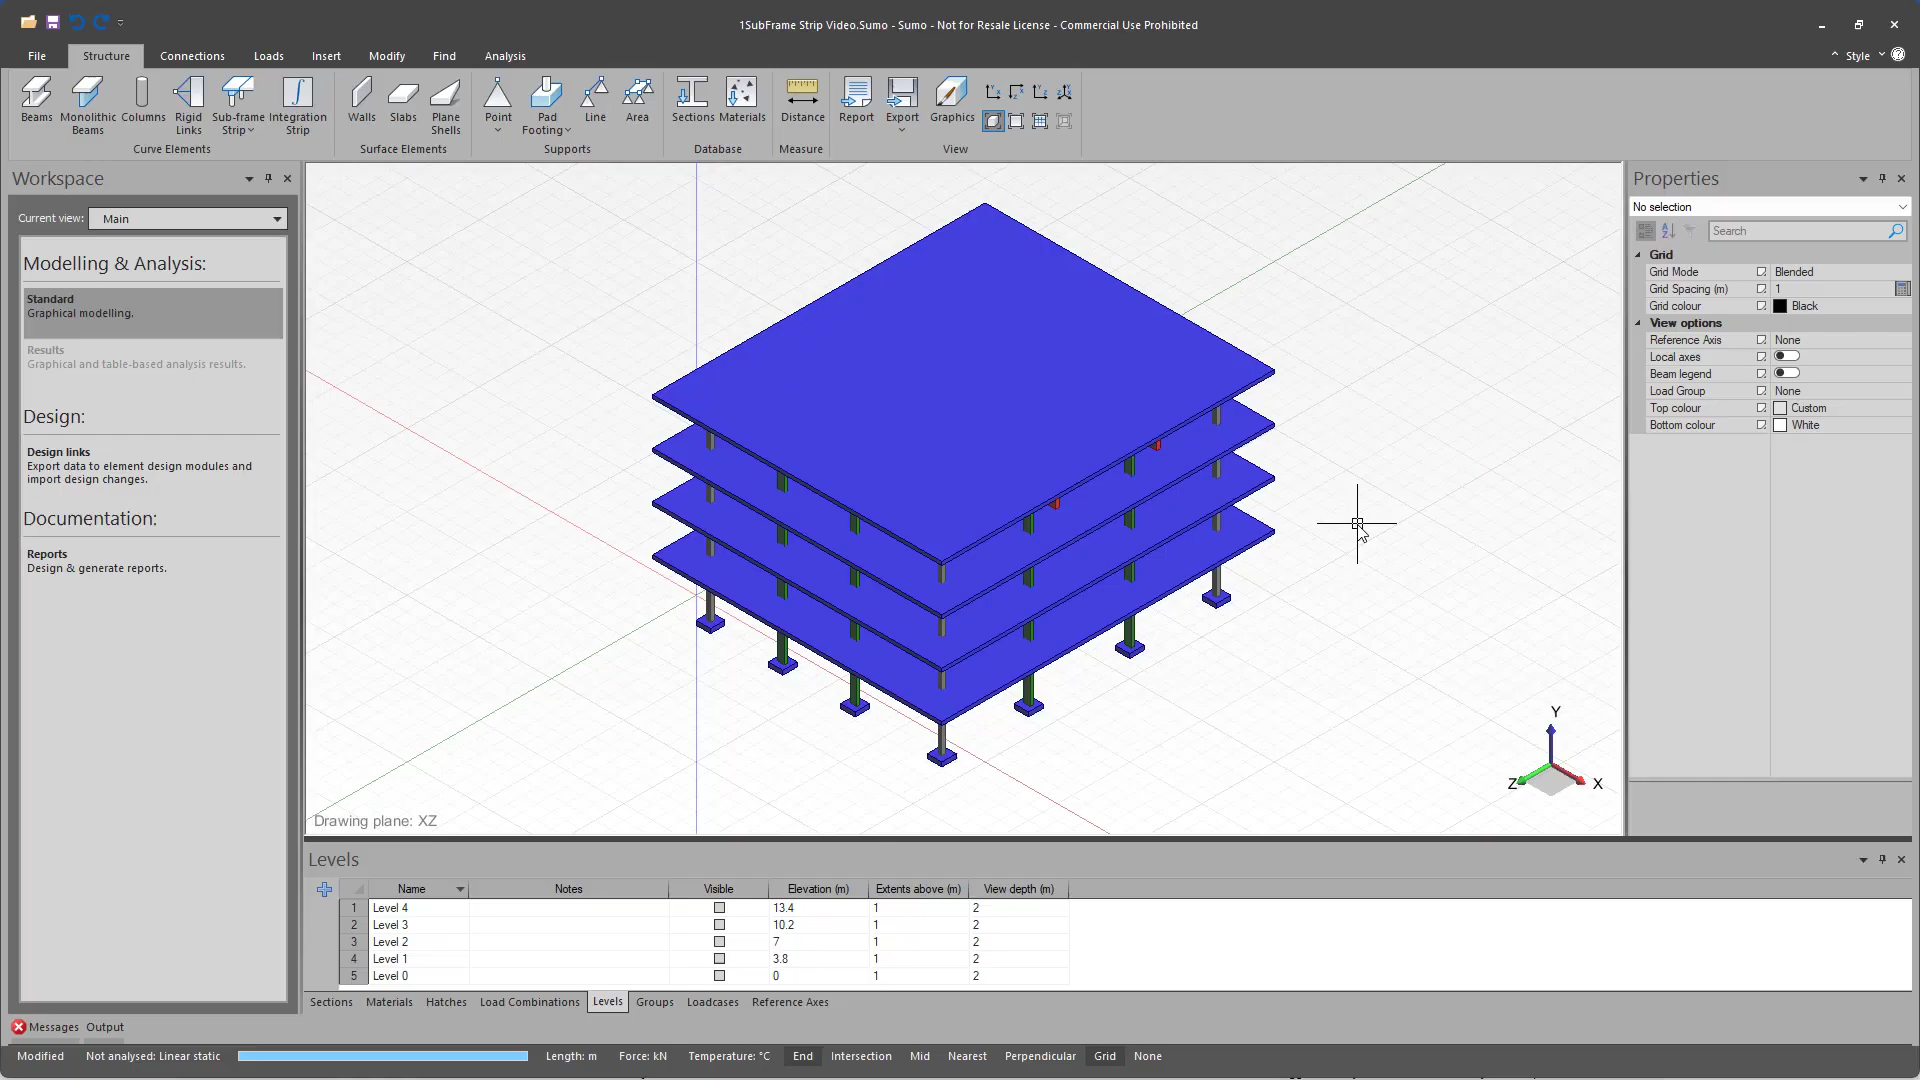 1SubFrame Strip Video.Sumo - Sumo - Not for Resale License - Commercial Use Prohibited
File Structure Connections Loads Insert Modify Find Analysis Style
Beams Monolithic Beams Columns Rigid Links Sub-frame Strip Integration Strip
Curve Elements
Walls Slabs Plane Shells
Surface Elements
Point Pad Footing Line Area
Supports
Sections Materials
Database
Distance
Measure
Report Export Graphics
View
Workspace
Current view: Main
Modelling & Analysis:
Standard
Graphical modelling.
Results
Graphical and table-based analysis results.
Design:
Design links
Export data to element design modules and
import design changes.
Documentation:
Reports
Design & generate reports.
Drawing plane: XZ
Y
Z
X
Properties
No selection
Search
Grid
Grid Mode Blended
Grid Spacing (m) 1
Grid colour Black
View options
Reference Axis None
Local axes
Beam legend
Load Group None
Top colour Custom
Bottom colour White
Levels
Name Notes Visible Elevation (m) Extents above (m) View depth (m)
1 Level 4 13.4 1 2
2 Level 3 10.2 1 2
3 Level 2 7 1 2
4 Level 1 3.8 1 2
5 Level 0 0 1 2
Sections Materials Hatches Load Combinations Levels Groups Loadcases Reference Axes
Messages Output
Modified Not analysed: Linear static Length: m Force: kN Temperature: °C End Intersection Mid Nearest Perpendicular Grid None